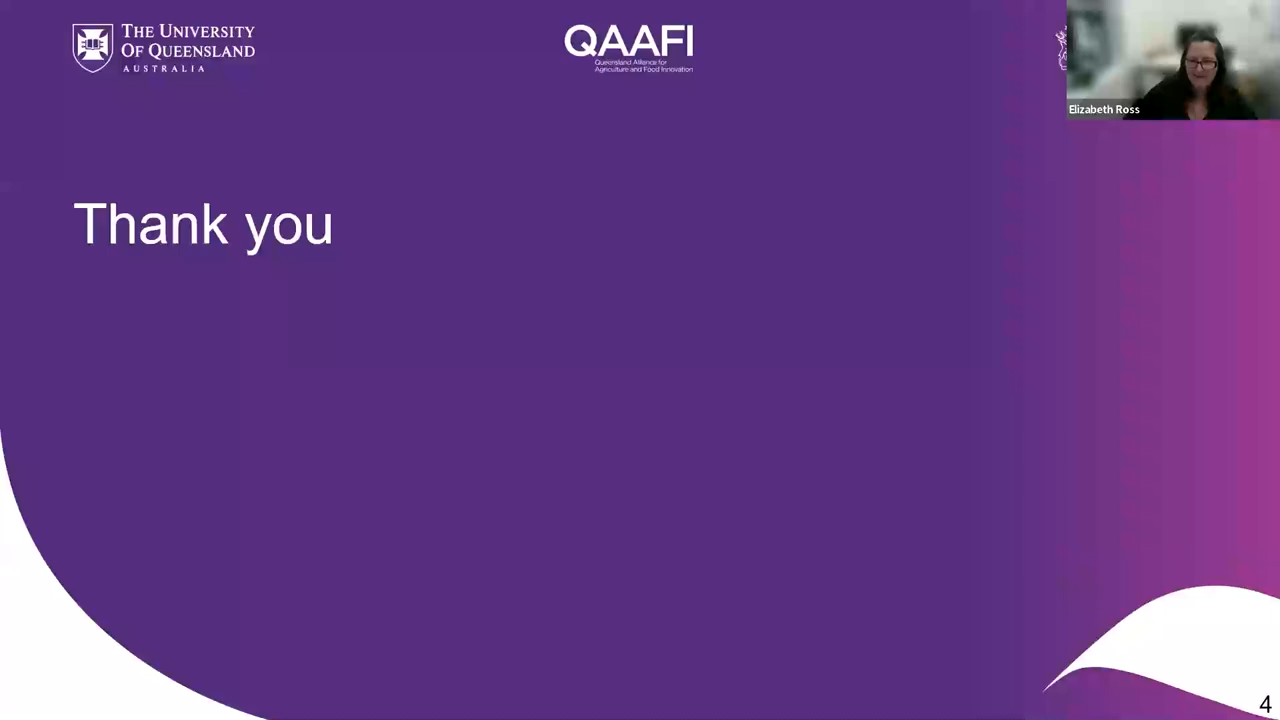 THE UNIVERSITY
OF QUEENSLAND
AUSTRALIA
QAAFI
Queensland Alliance for
Agriculture and Food Innovation
Elizabeth Ross
Thank you
4